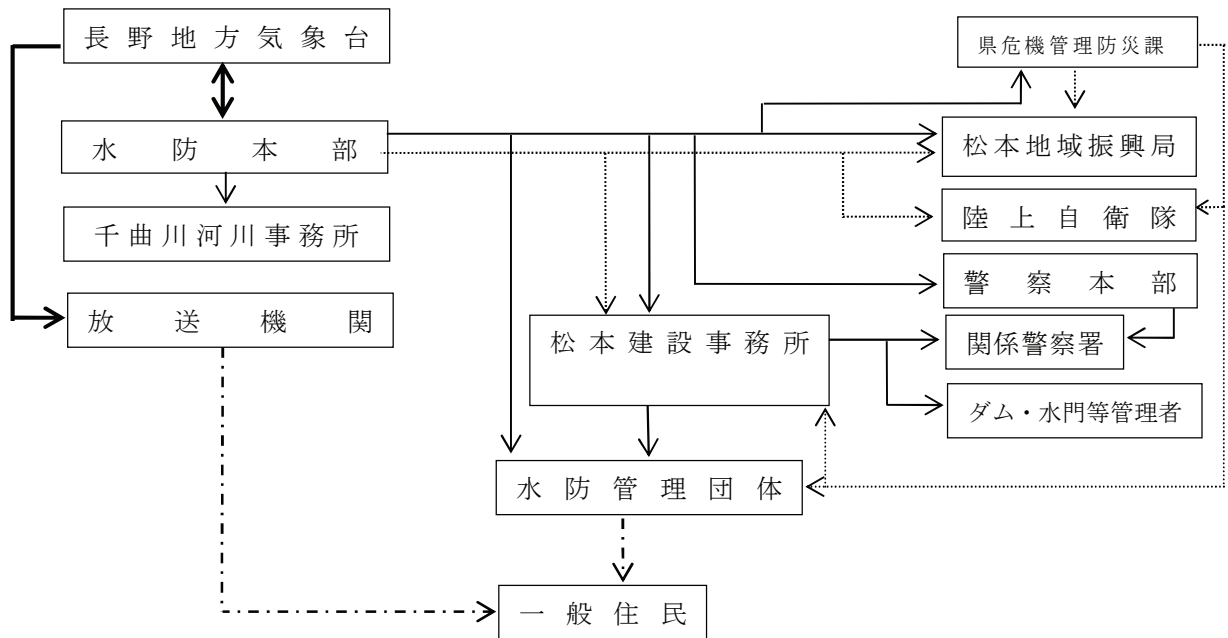 長野地方気象台
県危機管理防災課
水防本部
松本地域振興局
千曲川河川事務所
陸上自衛隊
警察本部
放送機関
松本建設事務所
関係警察署
ダム・水門等管理者
水防管理団体
一般住民